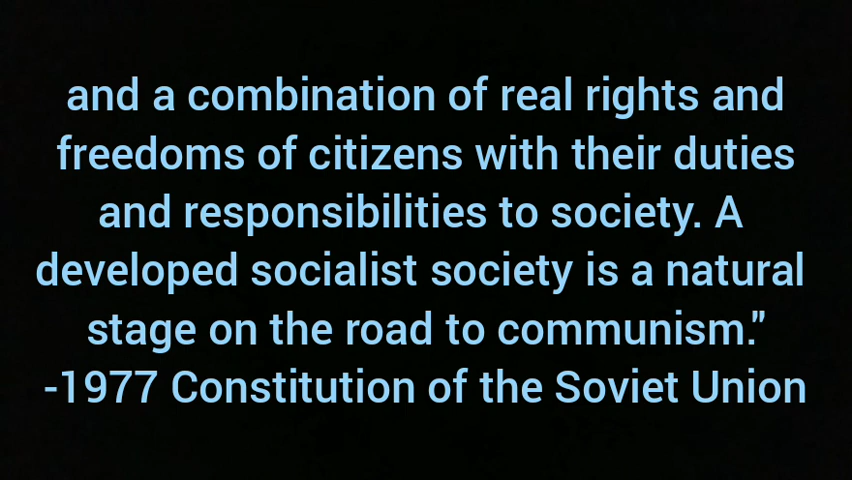 and a combination of real rights and
freedoms of citizens with their duties
and responsibilities to society. A
developed socialist society is a natural
stage on the road to communism."
-1977 Constitution of the Soviet Union